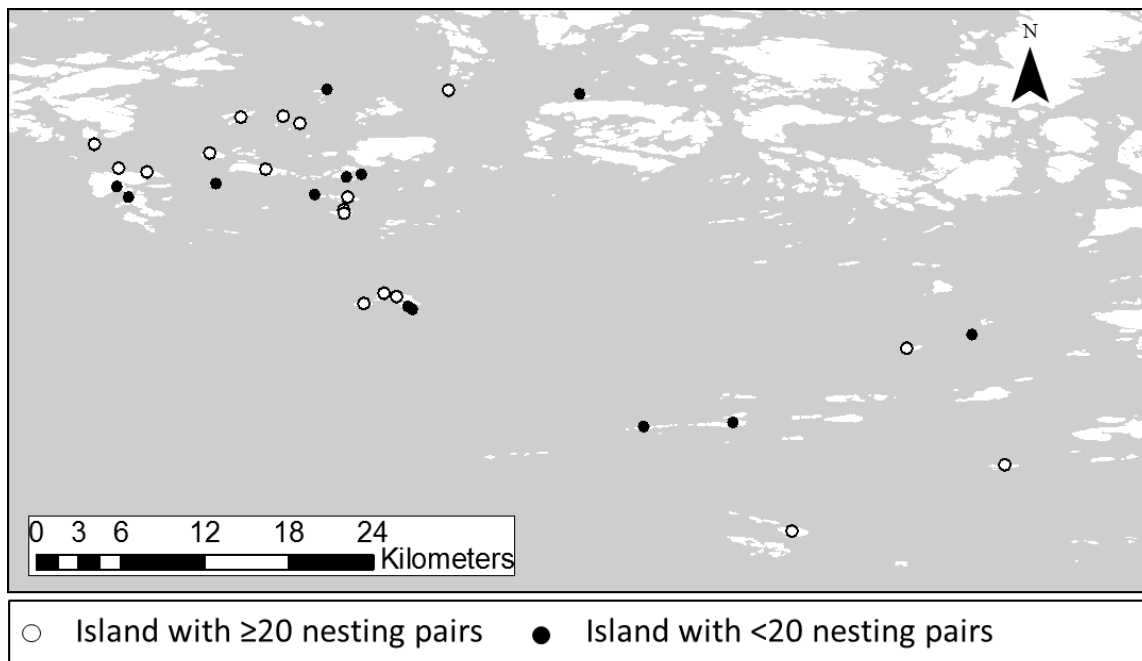 N
0 3 6 12 18 24
Kilometers
Island with ≥20 nesting pairs Island with <20 nesting pairs